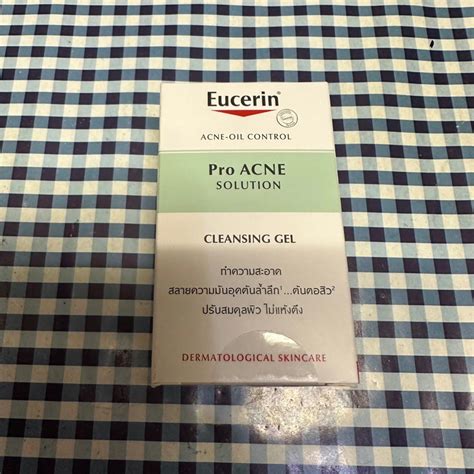 Eucerin®
ACNE-OIL CONTROL
Pro ACNE
SOLUTION
CLEANSING GEL
ทำความสะอาด
สลายความมันอุดตันล้ำลึก¹...ต้นตอสิว²
ปรับสมดุลผิว ไม่แห้งตึง
DERMATOLOGICAL SKINCARE